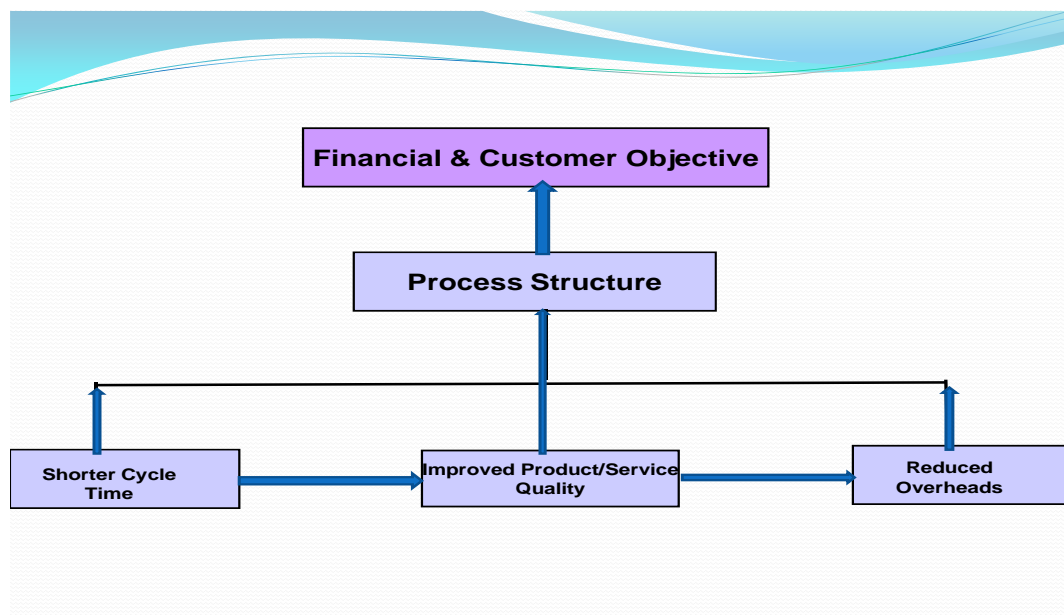 Financial & Customer Objective
Process Structure
Shorter Cycle
Time
Improved Product/Service
Quality
Reduced
Overheads